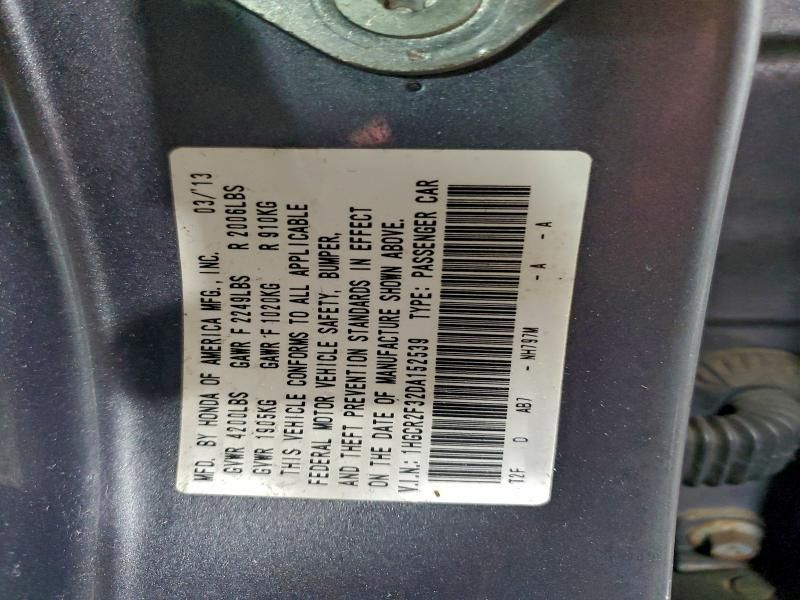 MFD. BY HONDA OF AMERICA MFG., INC. 03/'13
GVWR 4200LBS GAWR F 2249LBS R 2006LBS
GVWR 1905KG GAWR F 1020KG R 910KG
THIS VEHICLE CONFORMS TO ALL APPLICABLE
FEDERAL MOTOR VEHICLE SAFETY, BUMPER,
AND THEFT PREVENTION STANDARDS IN EFFECT
ON THE DATE OF MANUFACTURE SHOWN ABOVE.
V.I.N.: 1HGCR2F32DA152539 TYPE: PASSENGER CAR
T2F D AB7 - NH797M - A - A